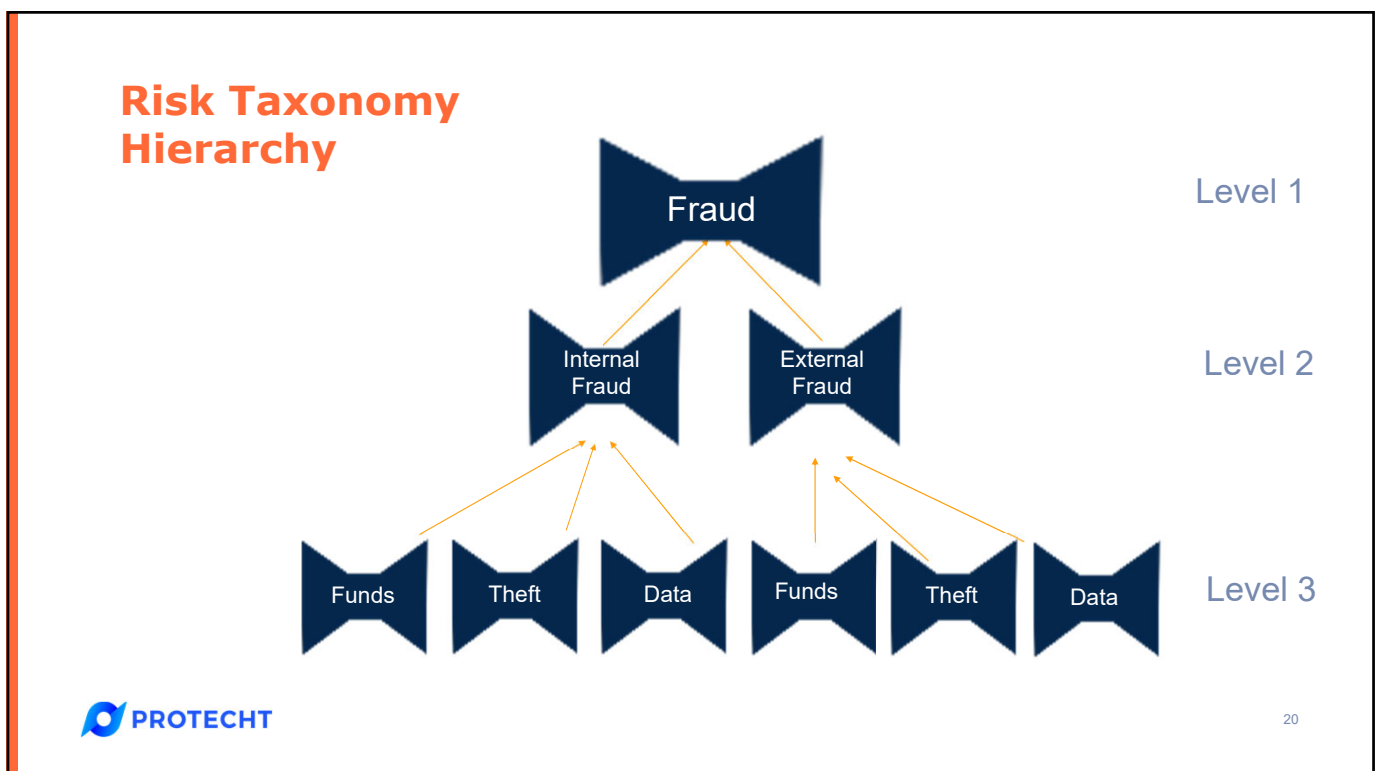 Risk Taxonomy
Hierarchy
Fraud
Level 1
Internal
Fraud
External
Fraud
Level 2
Funds
Theft
Data
Funds
Theft
Data
Level 3
PROTECHT
20